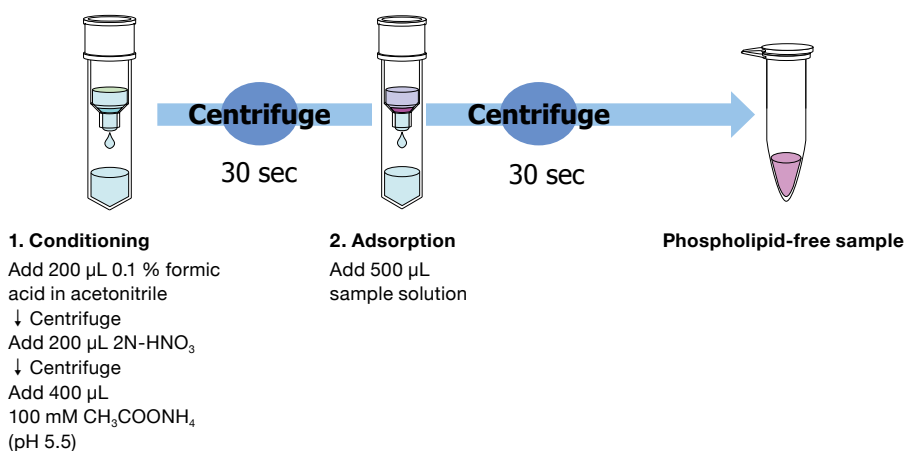 Centrifuge
30 sec
Centrifuge
30 sec
1. Conditioning
Add 200 µL 0.1 % formic
acid in acetonitrile
↓ Centrifuge
Add 200 µL 2N-HNO₃
↓ Centrifuge
Add 400 µL
100 mM CH₃COONH₄
(pH 5.5)
2. Adsorption
Add 500 µL
sample solution
Phospholipid-free sample